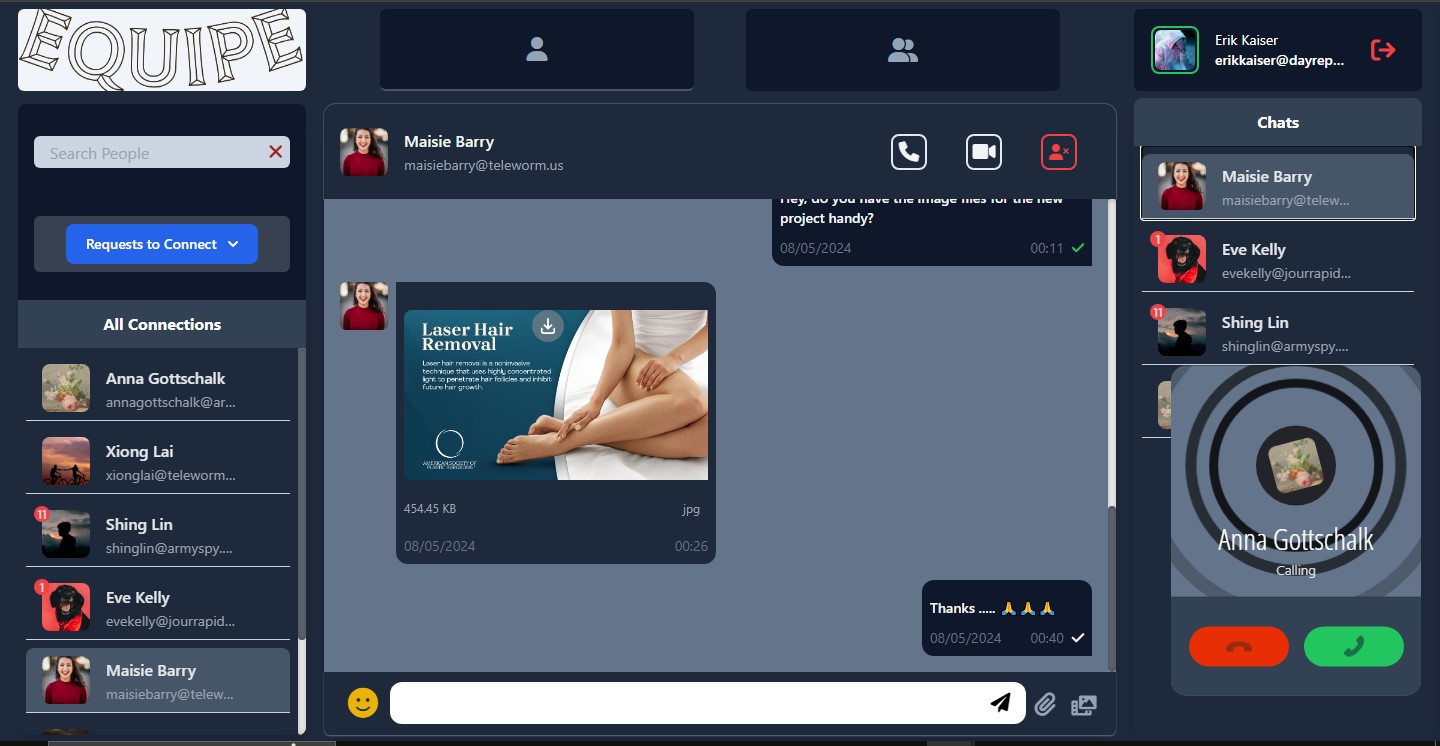 EQUIPE
Erik Kaiser
erikkaiser@dayrep...
Search People
Requests to Connect
All Connections
Anna Gottschalk
annagottschalk@ar...
Xiong Lai
xionglai@teleworm...
11
Shing Lin
shinglin@armyspy....
1
Eve Kelly
evekelly@jourrapid...
Maisie Barry
maisiebarry@telew...
Maisie Barry
maisiebarry@teleworm.us
Hey, do you have the image files for the new
project handy?
08/05/2024 00:11
Laser Hair
Removal
Laser hair removal is a noninvasive
technique that uses highly concentrated
light to penetrate hair follicles and inhibit
future hair growth.
AMERICAN SOCIETY OF
PLASTIC SURGEONS
454.45 KB jpg
08/05/2024 00:26
Thanks ..... 🙏 🙏 🙏
08/05/2024 00:40
Chats
Maisie Barry
maisiebarry@telew...
1
Eve Kelly
evekelly@jourrapid...
11
Shing Lin
shinglin@armyspy....
Anna Gottschalk
Calling